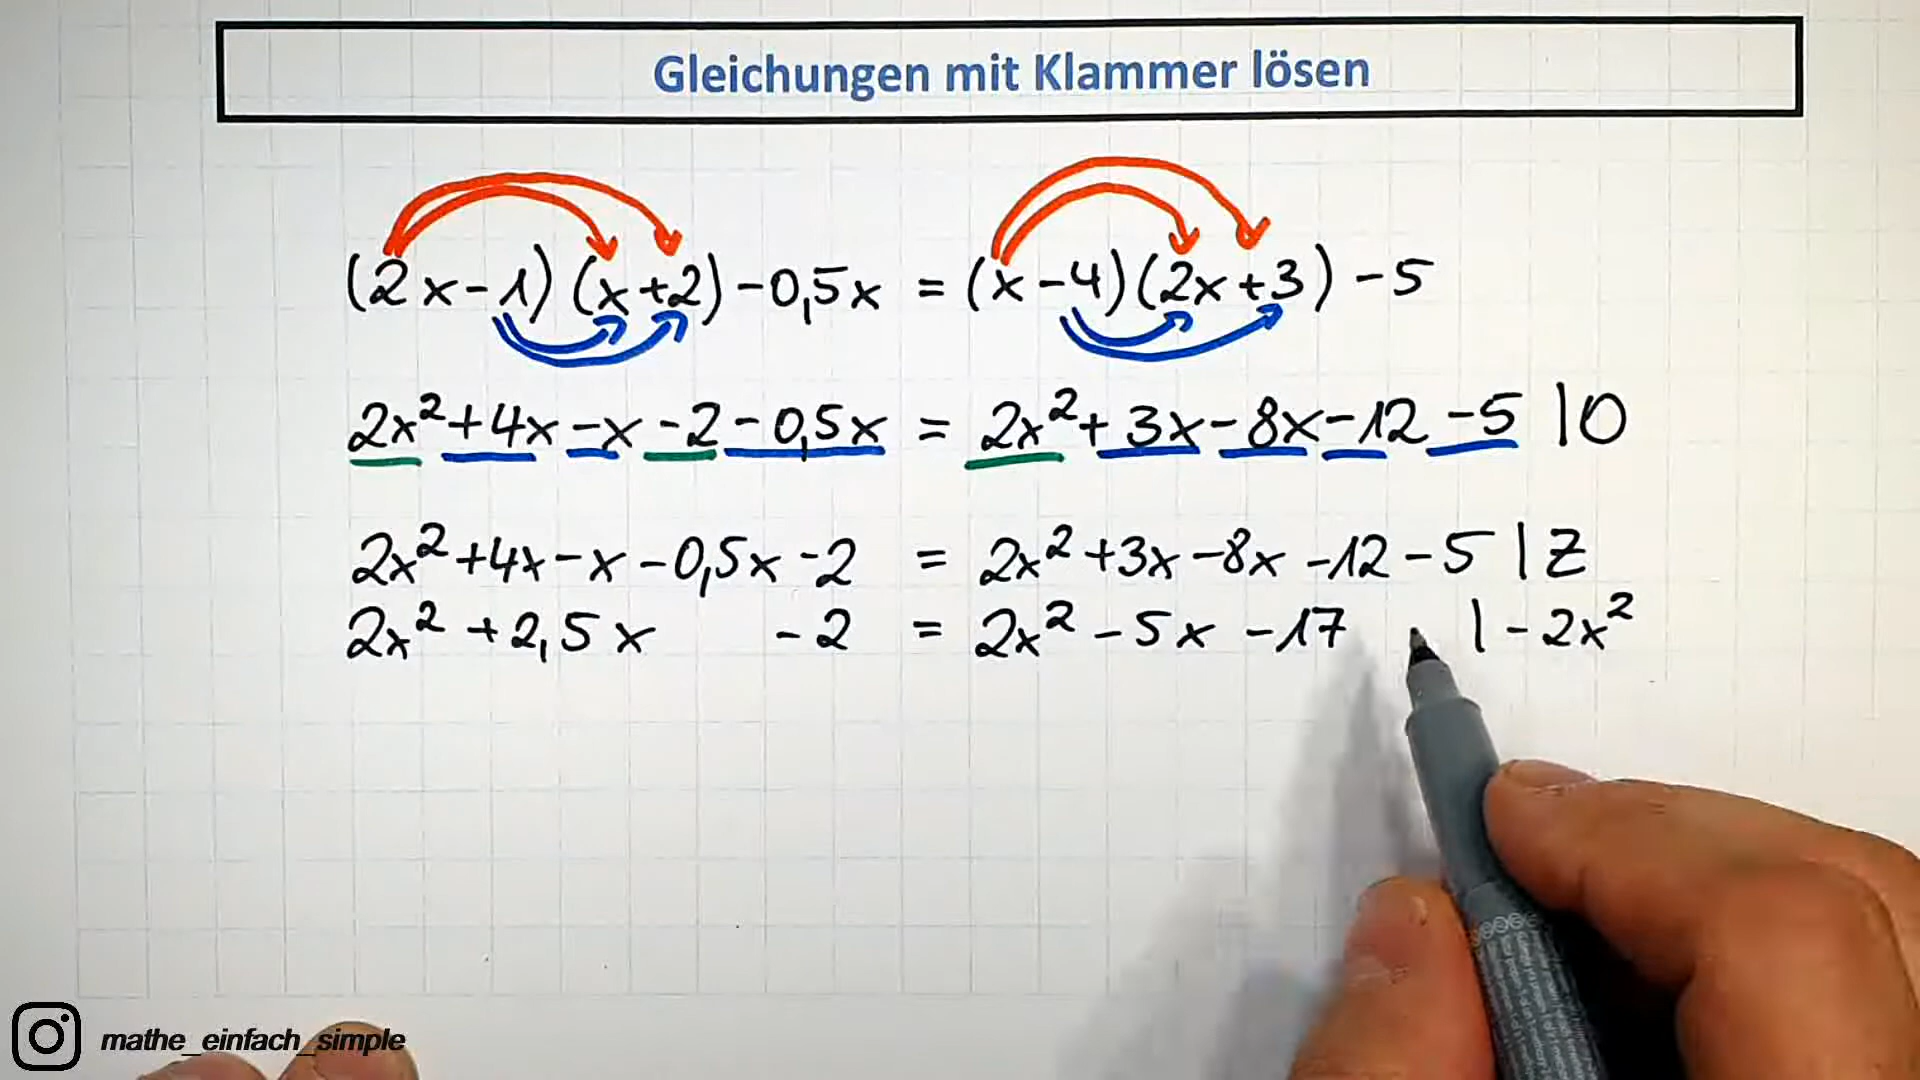 Gleichungen mit Klammer lösen
(2x-1)(x+2)-0,5x = (x-4)(2x+3)-5
2x²+4x-x-2-0,5x = 2x²+3x-8x-12-5 |O
2x²+4x-x-0,5x-2 = 2x²+3x-8x-12-5 |Z
2x²+2,5x -2 = 2x²-5x-17 |-2x²
mathe_einfach_simple